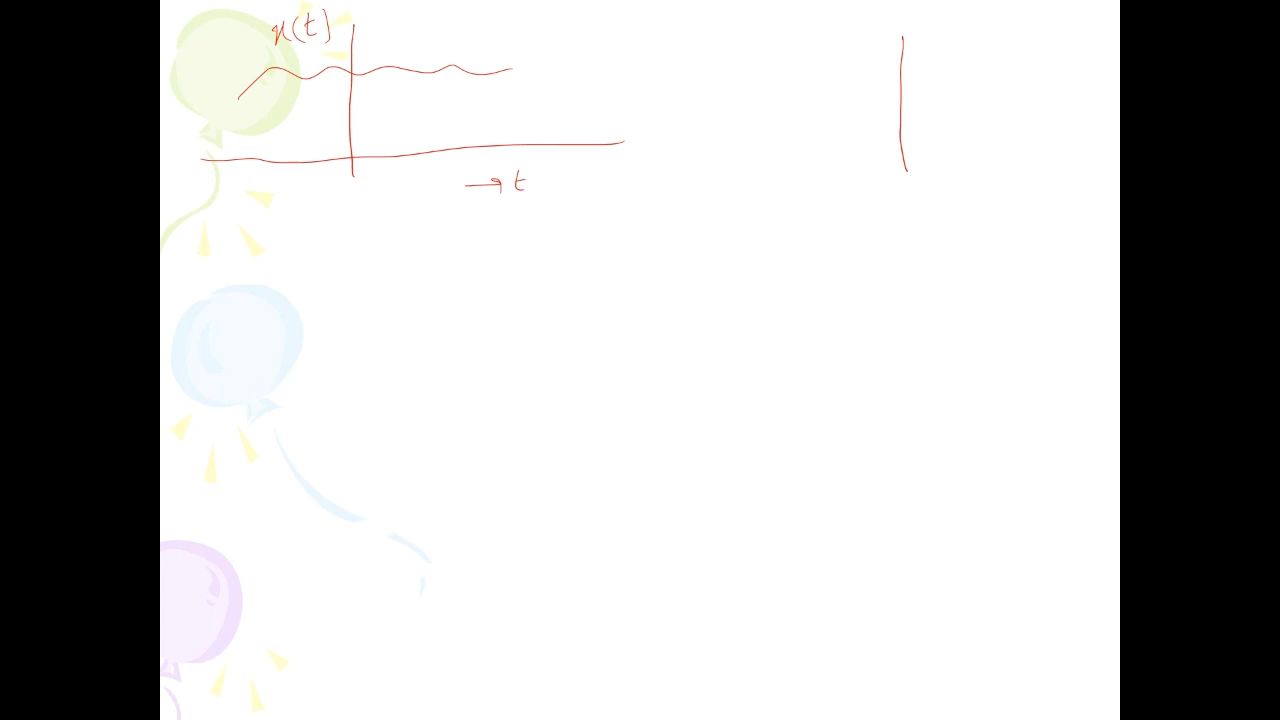 x(t)
→ t